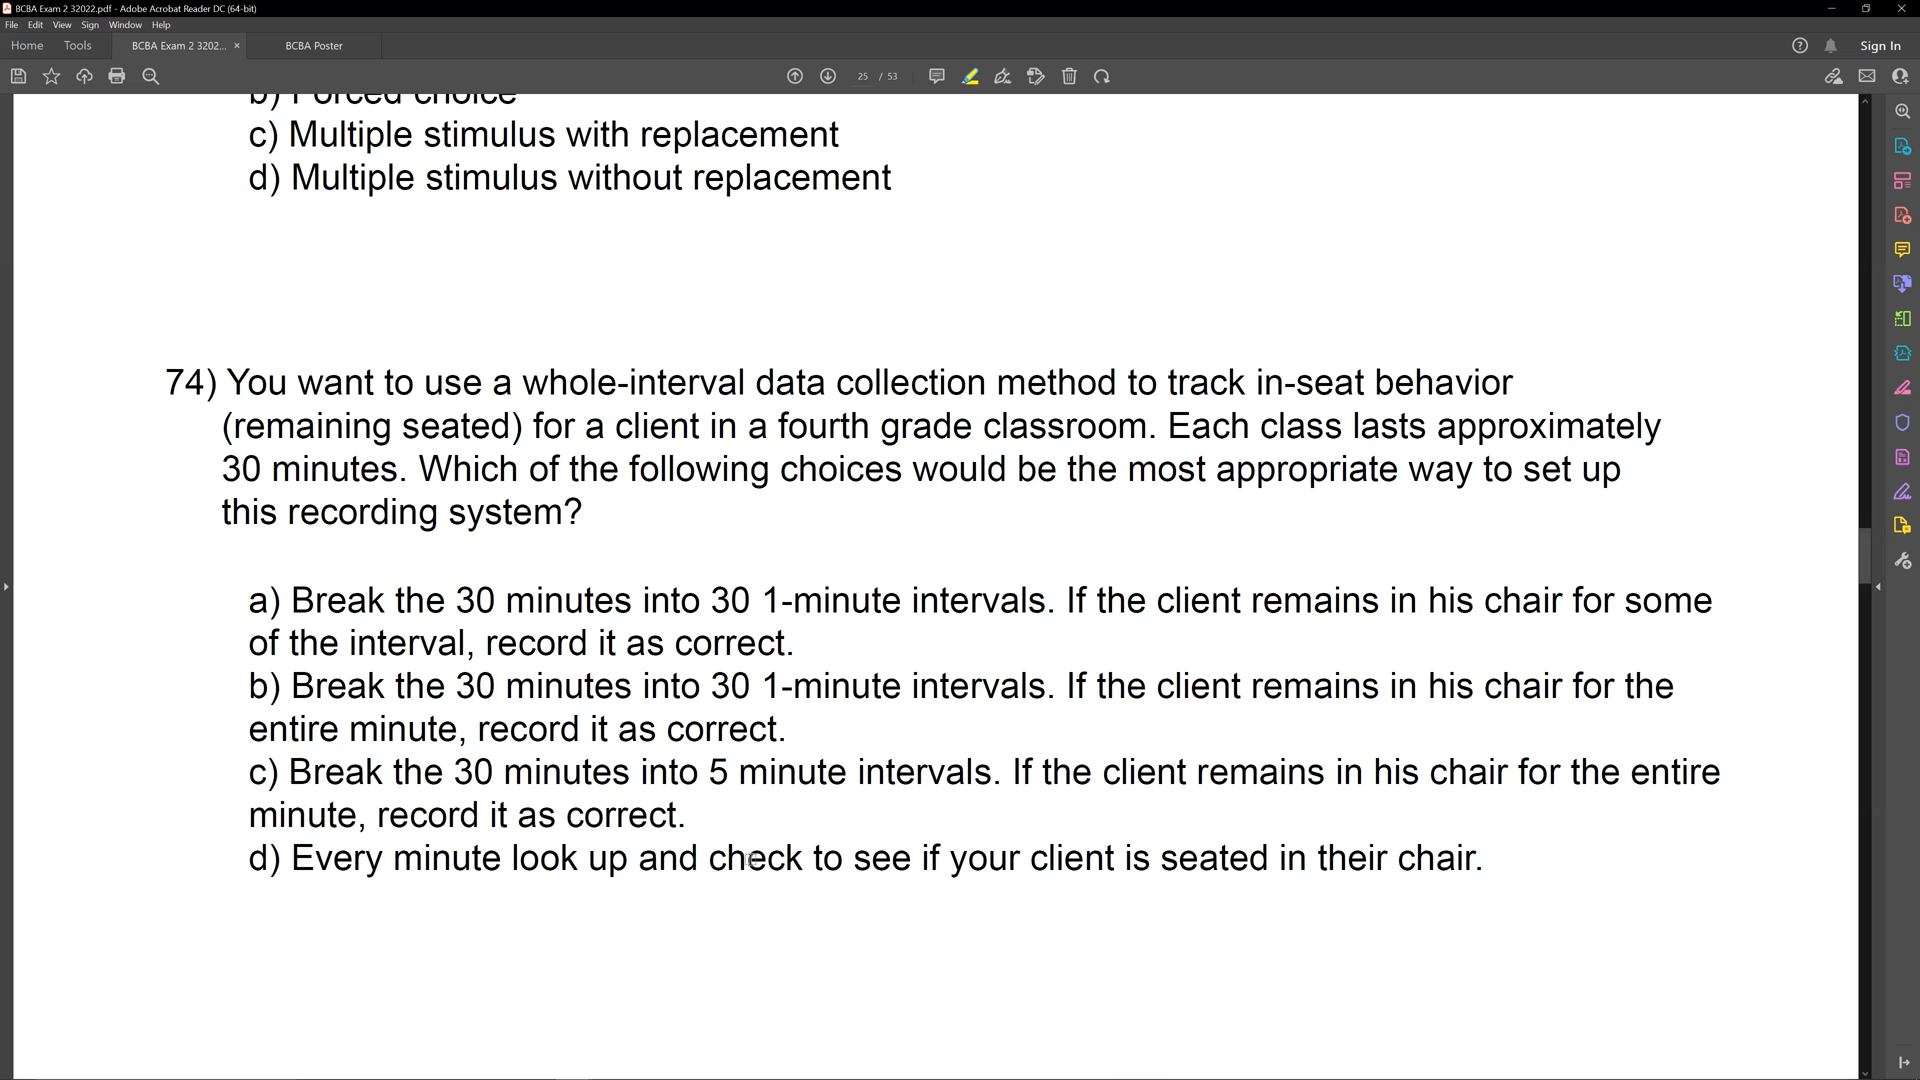 BCBA Exam 2 32022.pdf - Adobe Acrobat Reader DC (64-bit)
File Edit View Sign Window Help
Home Tools BCBA Exam 2 3202... × BCBA Poster Sign In
25 / 53
b) Forced choice
c) Multiple stimulus with replacement
d) Multiple stimulus without replacement
74) You want to use a whole-interval data collection method to track in-seat behavior
(remaining seated) for a client in a fourth grade classroom. Each class lasts approximately
30 minutes. Which of the following choices would be the most appropriate way to set up
this recording system?
a) Break the 30 minutes into 30 1-minute intervals. If the client remains in his chair for some
of the interval, record it as correct.
b) Break the 30 minutes into 30 1-minute intervals. If the client remains in his chair for the
entire minute, record it as correct.
c) Break the 30 minutes into 5 minute intervals. If the client remains in his chair for the entire
minute, record it as correct.
d) Every minute look up and check to see if your client is seated in their chair.